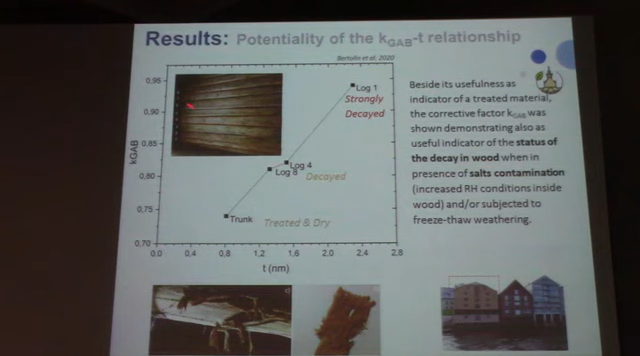 Results: Potentiality of the kGAB-t relationship
Bertolin et al. 2020
kGAB
0,95
0,90
0,85
0,80
0,75
0,70
Log 1
Strongly
Decayed
Log 4
Log 8
Decayed
Trunk
Treated & Dry
0,0 0,4 0,8 1,2 1,6 2,0 2,4 2,8
t (nm)
Beside its usefulness as
indicator of a treated material,
the corrective factor kGAB was
shown demonstrating also as
useful indicator of the status of
the decay in wood when in
presence of salts contamination
(increased RH conditions inside
wood) and/or subjected to
freeze-thaw weathering.